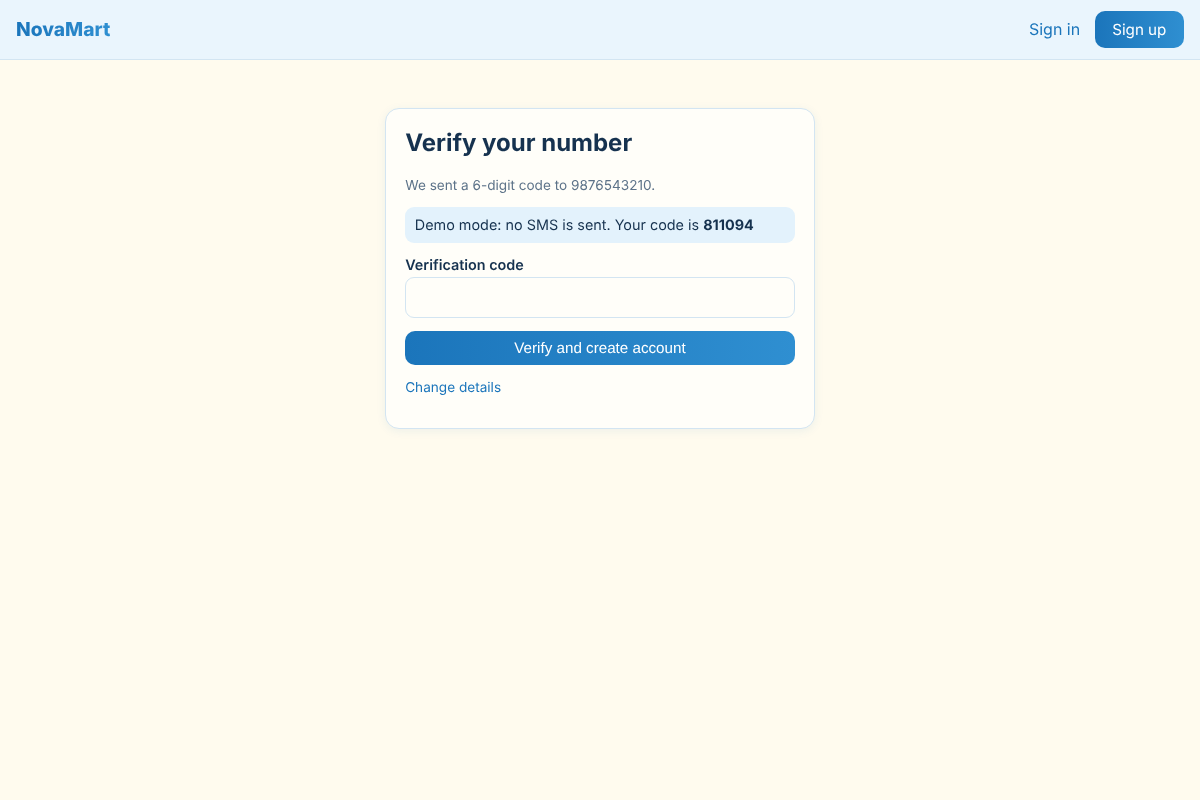 NovaMart
Sign in
Sign up
Verify your number
We sent a 6-digit code to 9876543210.
Demo mode: no SMS is sent. Your code is 811094
Verification code
Verify and create account
Change details